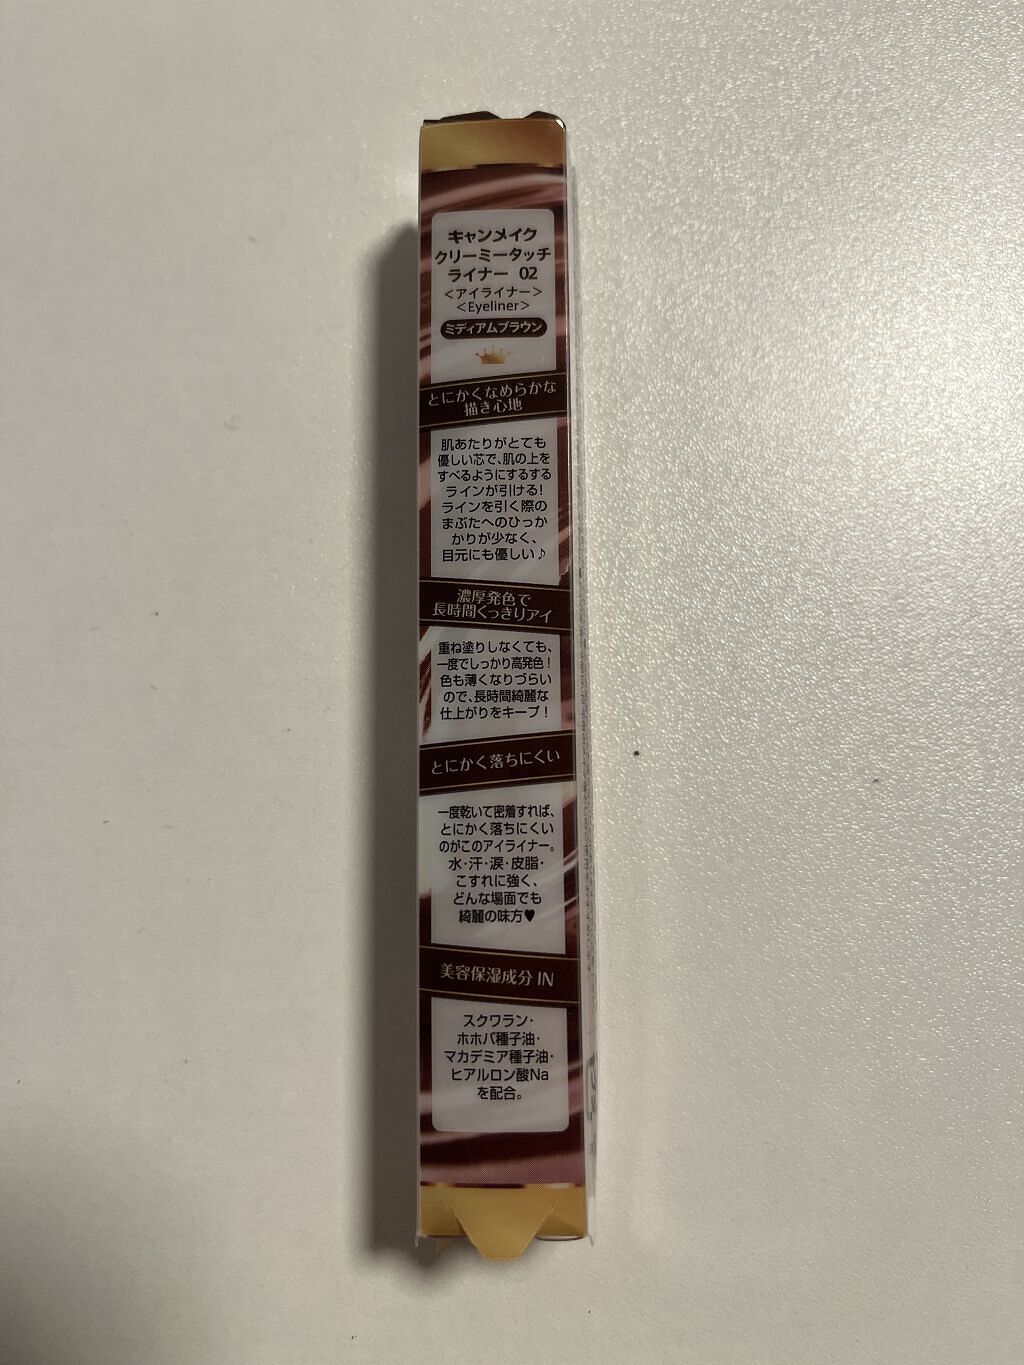 キャンメイク
クリーミータッチ
ライナー 02
＜アイライナー＞
＜Eyeliner＞
ミディアムブラウン
とにかくなめらかな
描き心地
肌あたりがとても
優しい芯で、肌の上を
すべるようにするする
ラインが引ける!
ラインを引く際の
まぶたへのひっか
かりが少なく、
目元にも優しい♪
濃厚発色で
長時間くっきりアイ
重ね塗りしなくても、
一度でしっかり高発色!
色も薄くなりづらい
ので、長時間綺麗な
仕上がりをキープ!
とにかく落ちにくい
一度乾いて密着すれば、
とにかく落ちにくい
のがこのアイライナー。
水・汗・涙・皮脂・
こすれに強く、
どんな場面でも
綺麗の味方♥
美容保湿成分 IN
スクワラン・
ホホバ種子油・
マカデミア種子油・
ヒアルロン酸Na
を配合。